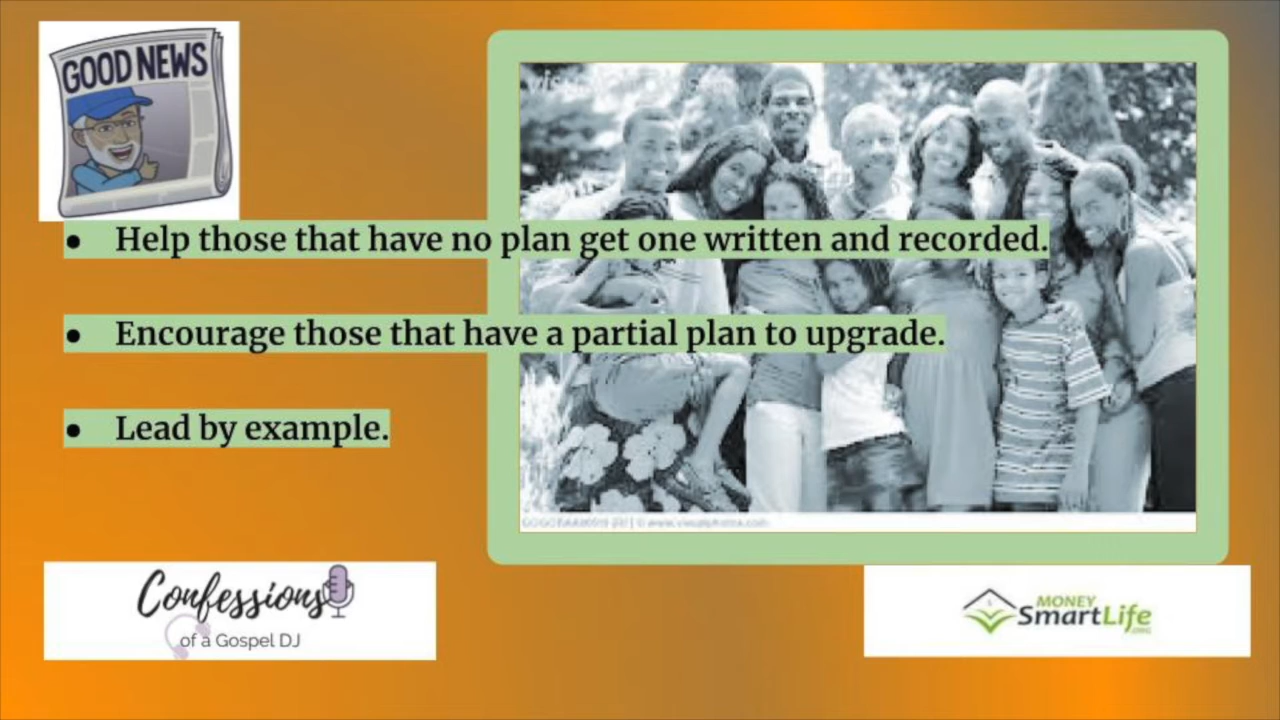 GOOD NEWS
● Help those that have no plan get one written and recorded.
● Encourage those that have a partial plan to upgrade.
● Lead by example.
Confessions
of a Gospel DJ
MONEY
SmartLife
.ORG